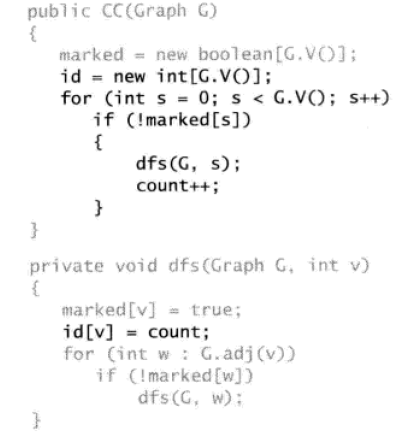 public CC(Graph G)
{
marked = new boolean[G.V()];
id = new int[G.V()];
for (int s = 0; s < G.V(); s++)
if (!marked[s])
{
dfs(G, s);
count++;
}
}
private void dfs(Graph G, int v)
{
marked[v] = true;
id[v] = count;
for (int w : G.adj(v))
if (!marked[w])
dfs(G, w);
}